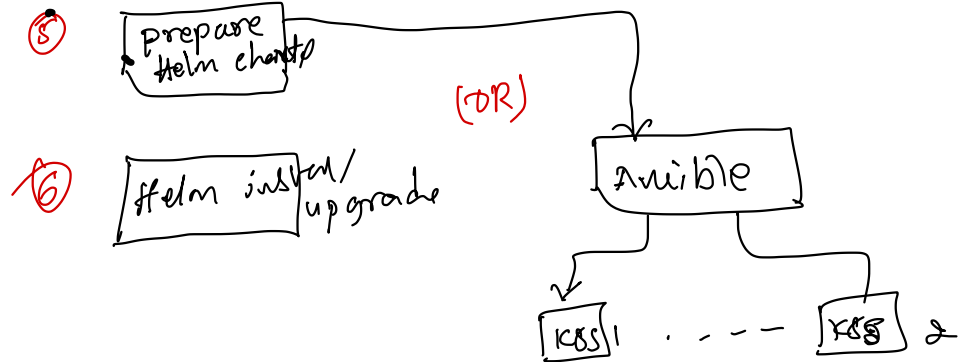 5
prepare
Helm charts
(OR)
6
Helm install/
upgrade
Ansible
K8S 1
K8S 2